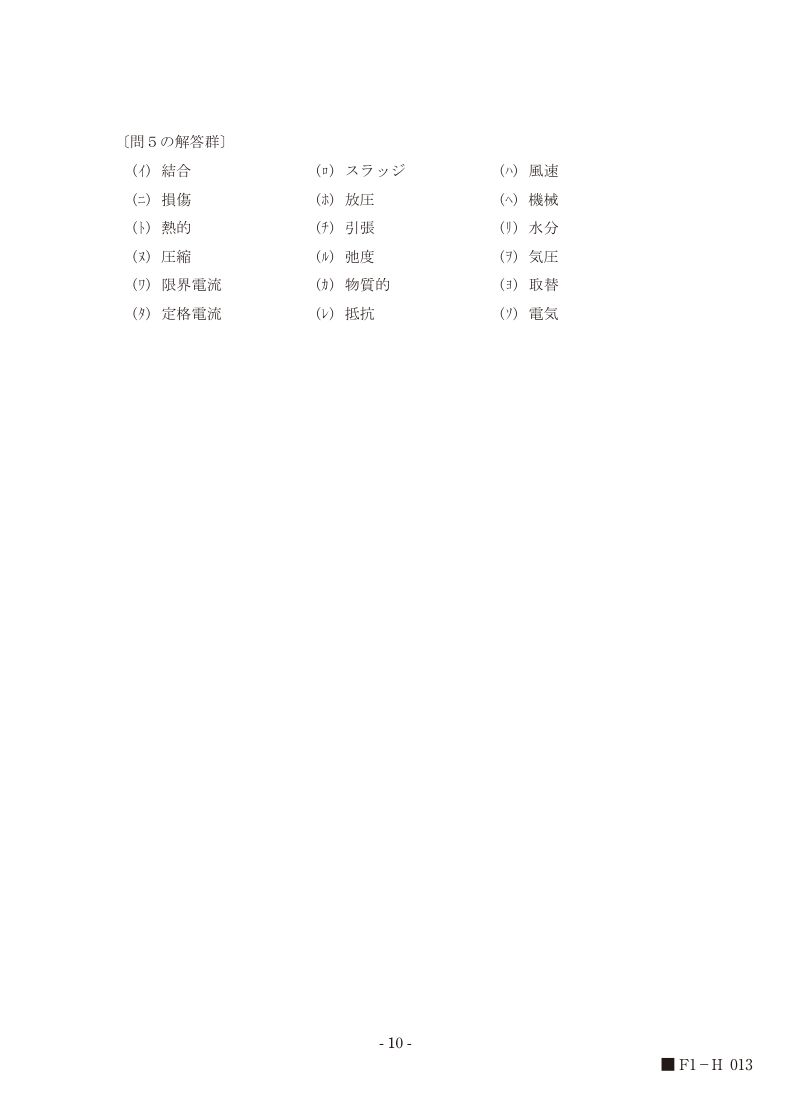 〔問５の解答群〕
(ｲ) 結合 (ﾛ) スラッジ (ﾊ) 風速
(ﾆ) 損傷 (ﾎ) 放圧 (ﾍ) 機械
(ﾄ) 熱的 (ﾁ) 引張 (ﾘ) 水分
(ﾇ) 圧縮 (ﾙ) 弛度 (ｦ) 気圧
(ﾜ) 限界電流 (ｶ) 物質的 (ﾖ) 取替
(ﾀ) 定格電流 (ﾚ) 抵抗 (ｿ) 電気
- 10 -
■ F1－H 013